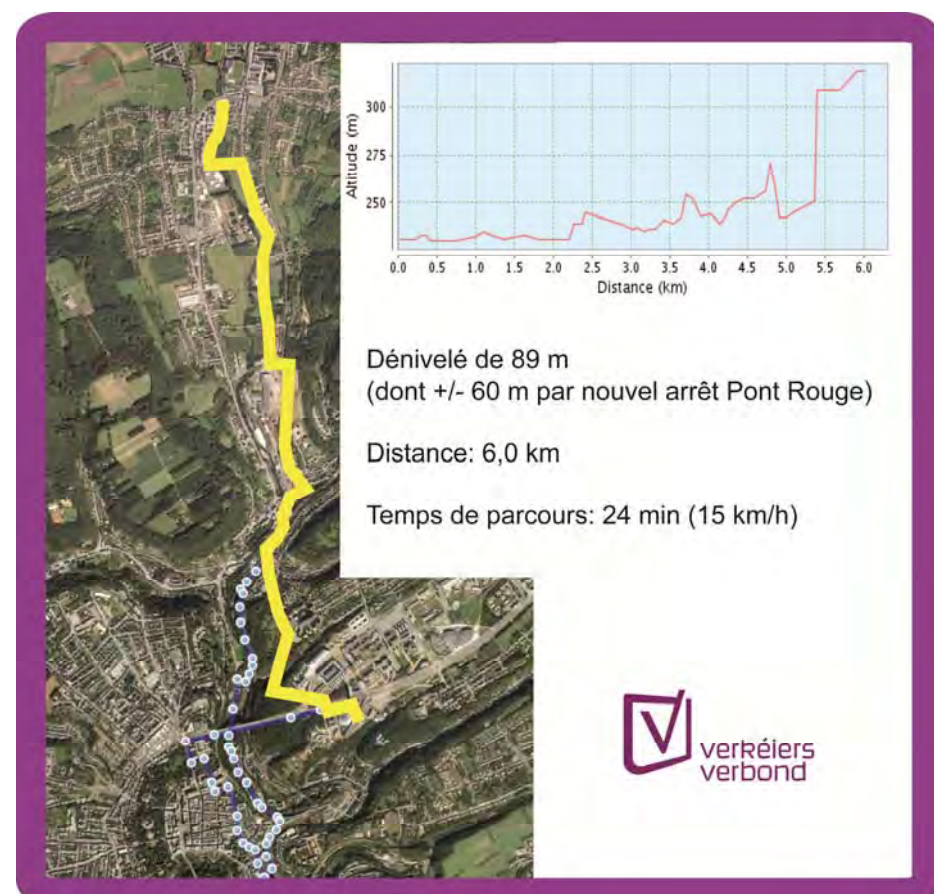 Altitude (m)
300
275
250
0.0 0.5 1.0 1.5 2.0 2.5 3.0 3.5 4.0 4.5 5.0 5.5 6.0
Distance (km)
Dénivelé de 89 m
(dont +/- 60 m par nouvel arrêt Pont Rouge)
Distance: 6,0 km
Temps de parcours: 24 min (15 km/h)
verkéiers
verbond